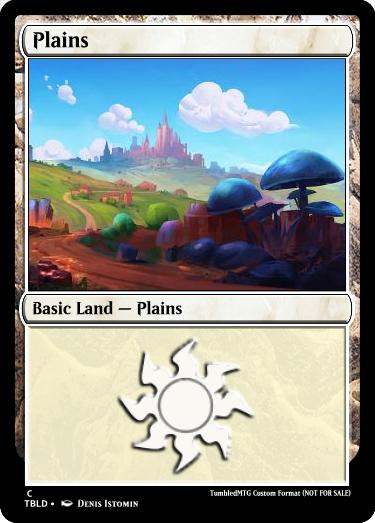 Plains
Basic Land — Plains
C
TBLD • Denis Istomin
TumbledMTG Custom Format (NOT FOR SALE)